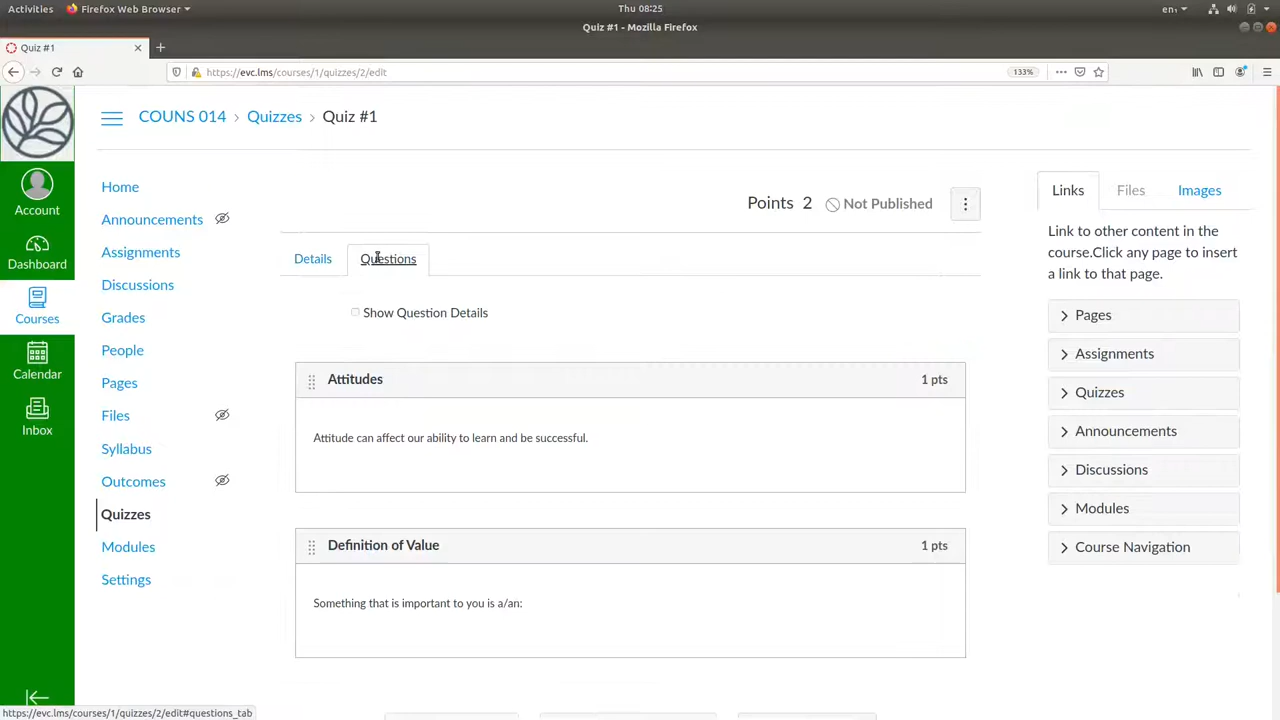 Activities
Firefox Web Browser
Thu 08:25
en
Quiz #1 - Mozilla Firefox
Quiz #1
https://evc.lms/courses/1/quizzes/2/edit
133%
COUNS 014 > Quizzes > Quiz #1
Account
Dashboard
Courses
Calendar
Inbox
Home
Announcements
Assignments
Discussions
Grades
People
Pages
Files
Syllabus
Outcomes
Quizzes
Modules
Settings
Points 2
Not Published
Details
Questions
Show Question Details
Attitudes
1 pts
Attitude can affect our ability to learn and be successful.
Definition of Value
1 pts
Something that is important to you is a/an:
Links
Files
Images
Link to other content in the
course.Click any page to insert
a link to that page.
Pages
Assignments
Quizzes
Announcements
Discussions
Modules
Course Navigation
https://evc.lms/courses/1/quizzes/2/edit#questions_tab